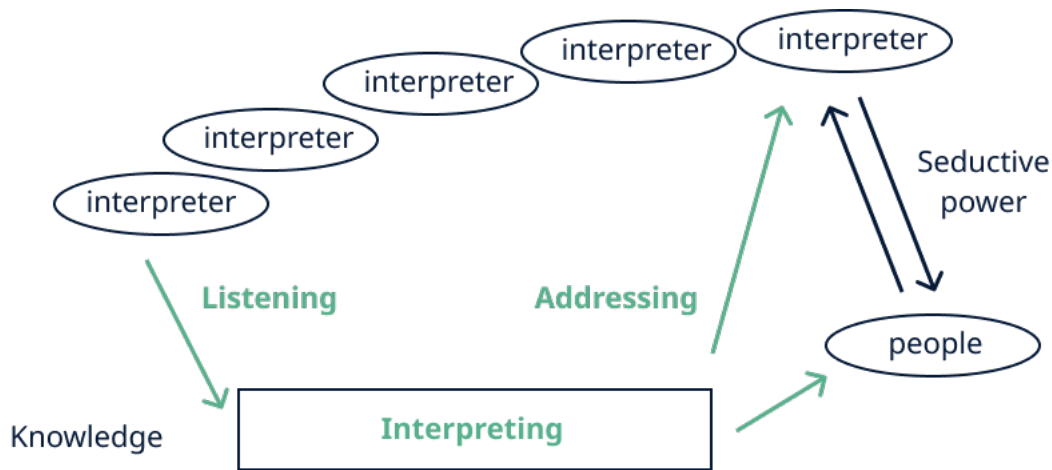 interpreter
interpreter
interpreter
interpreter
interpreter
Seductive
power
Listening
Addressing
people
Interpreting
Knowledge